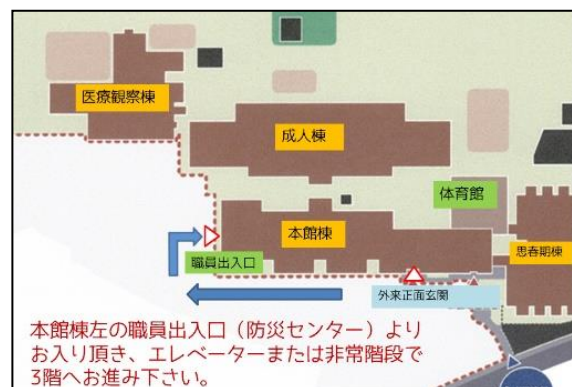 医療観察棟
成人棟
体育館
本館棟
思春期棟
職員出入口
外来正面玄関
本館棟左の職員出入口（防災センター）より
お入り頂き、エレベーターまたは非常階段で
3階へお進み下さい。